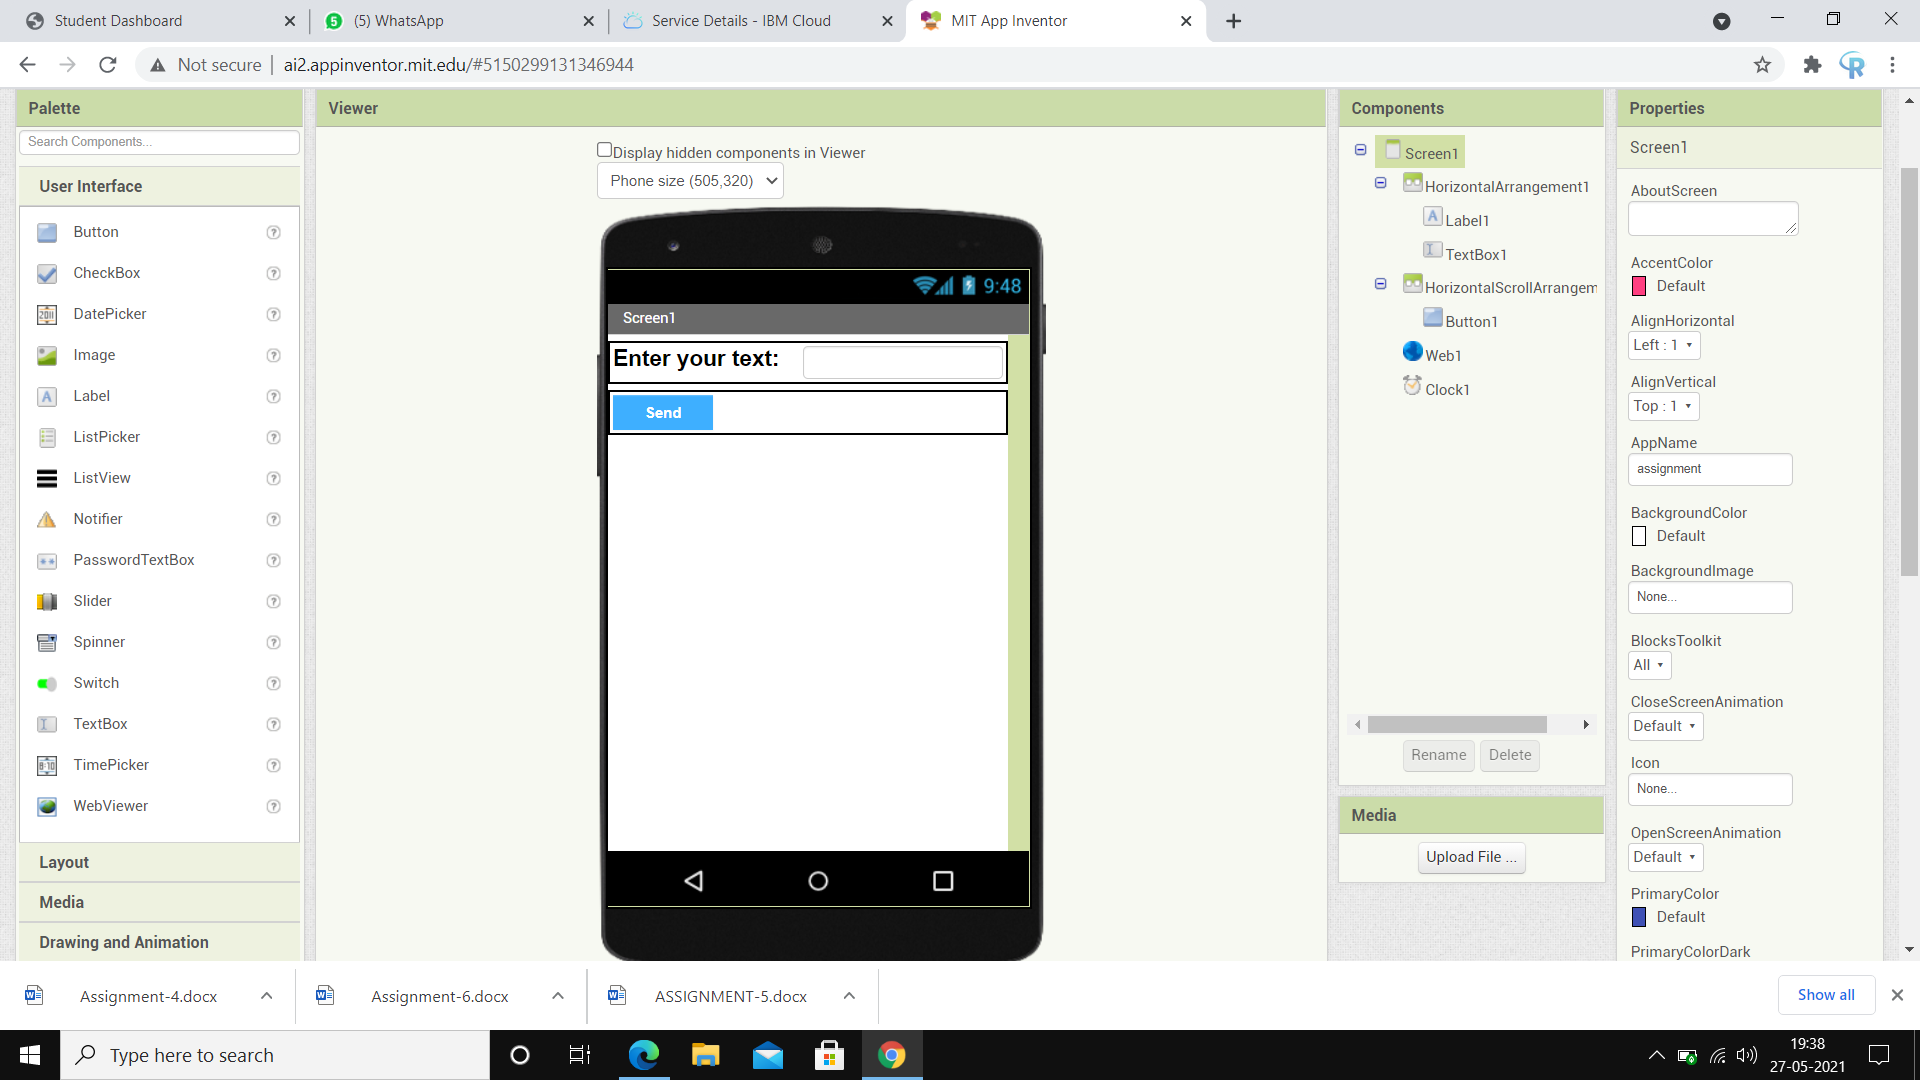 Student Dashboard
(5) WhatsApp
Service Details - IBM Cloud
MIT App Inventor
Not secure
ai2.appinventor.mit.edu/#5150299131346944
Palette
Search Components...
User Interface
Button
CheckBox
DatePicker
Image
Label
ListPicker
ListView
Notifier
PasswordTextBox
Slider
Spinner
Switch
TextBox
TimePicker
WebViewer
Layout
Media
Drawing and Animation
Viewer
Display hidden components in Viewer
Phone size (505,320)
9:48
Screen1
Enter your text:
Send
Components
Screen1
HorizontalArrangement1
Label1
TextBox1
HorizontalScrollArrangem
Button1
Web1
Clock1
Rename
Delete
Media
Upload File ...
Properties
Screen1
AboutScreen
AccentColor
Default
AlignHorizontal
Left : 1
AlignVertical
Top : 1
AppName
assignment
BackgroundColor
Default
BackgroundImage
None...
BlocksToolkit
All
CloseScreenAnimation
Default
Icon
None...
OpenScreenAnimation
Default
PrimaryColor
Default
PrimaryColorDark
Assignment-4.docx
Assignment-6.docx
ASSIGNMENT-5.docx
Show all
Type here to search
19:38
27-05-2021